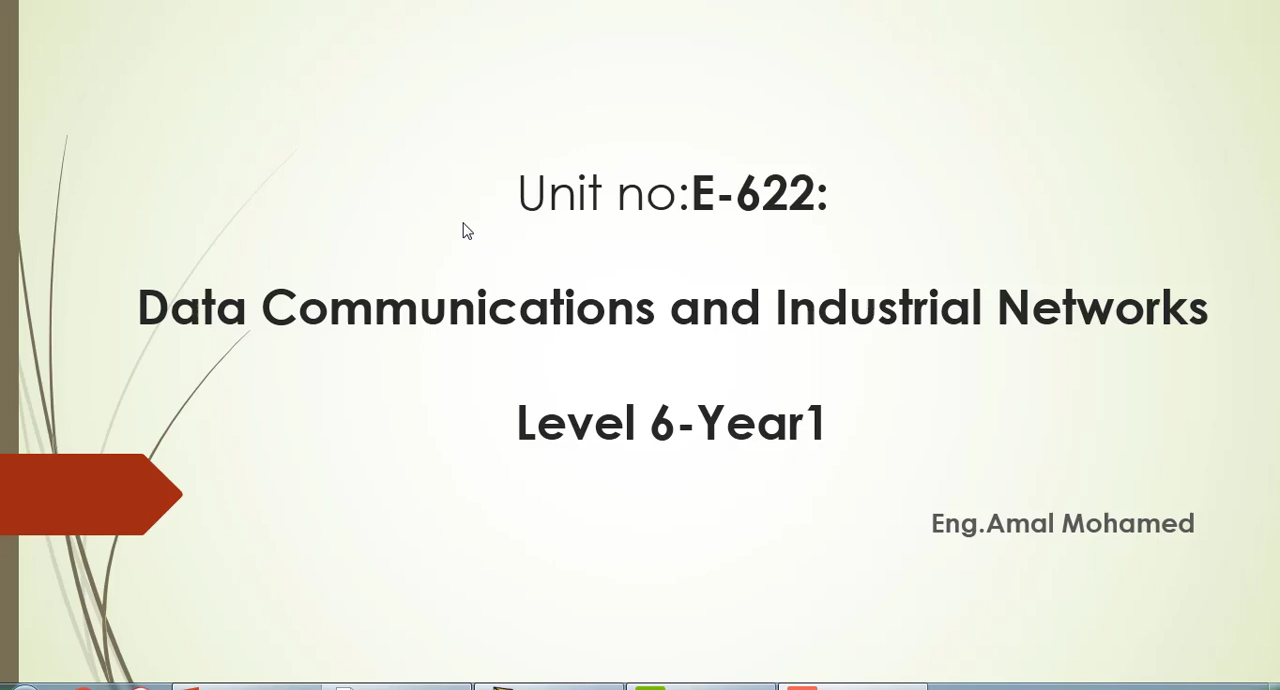 Unit no:E-622:
Data Communications and Industrial Networks
Level 6-Year1
Eng.Amal Mohamed